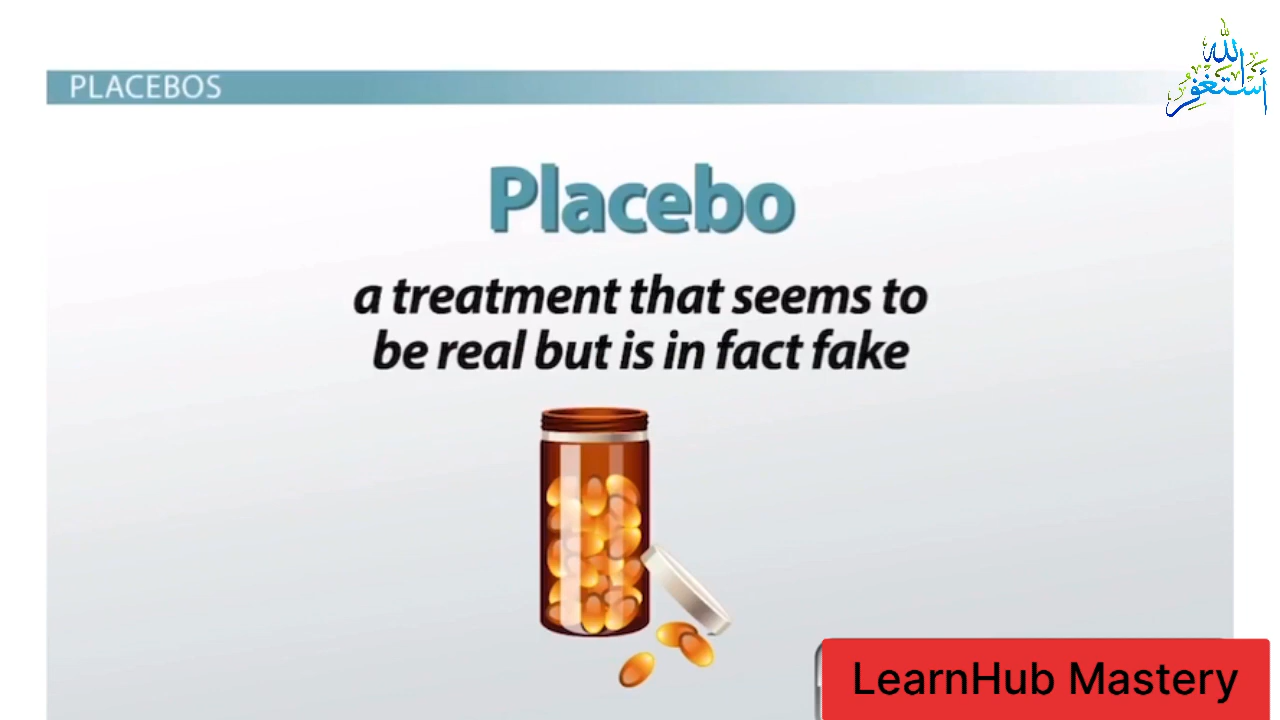 PLACEBOS
أستغفر الله
Placebo
a treatment that seems to
be real but is in fact fake
LearnHub Mastery